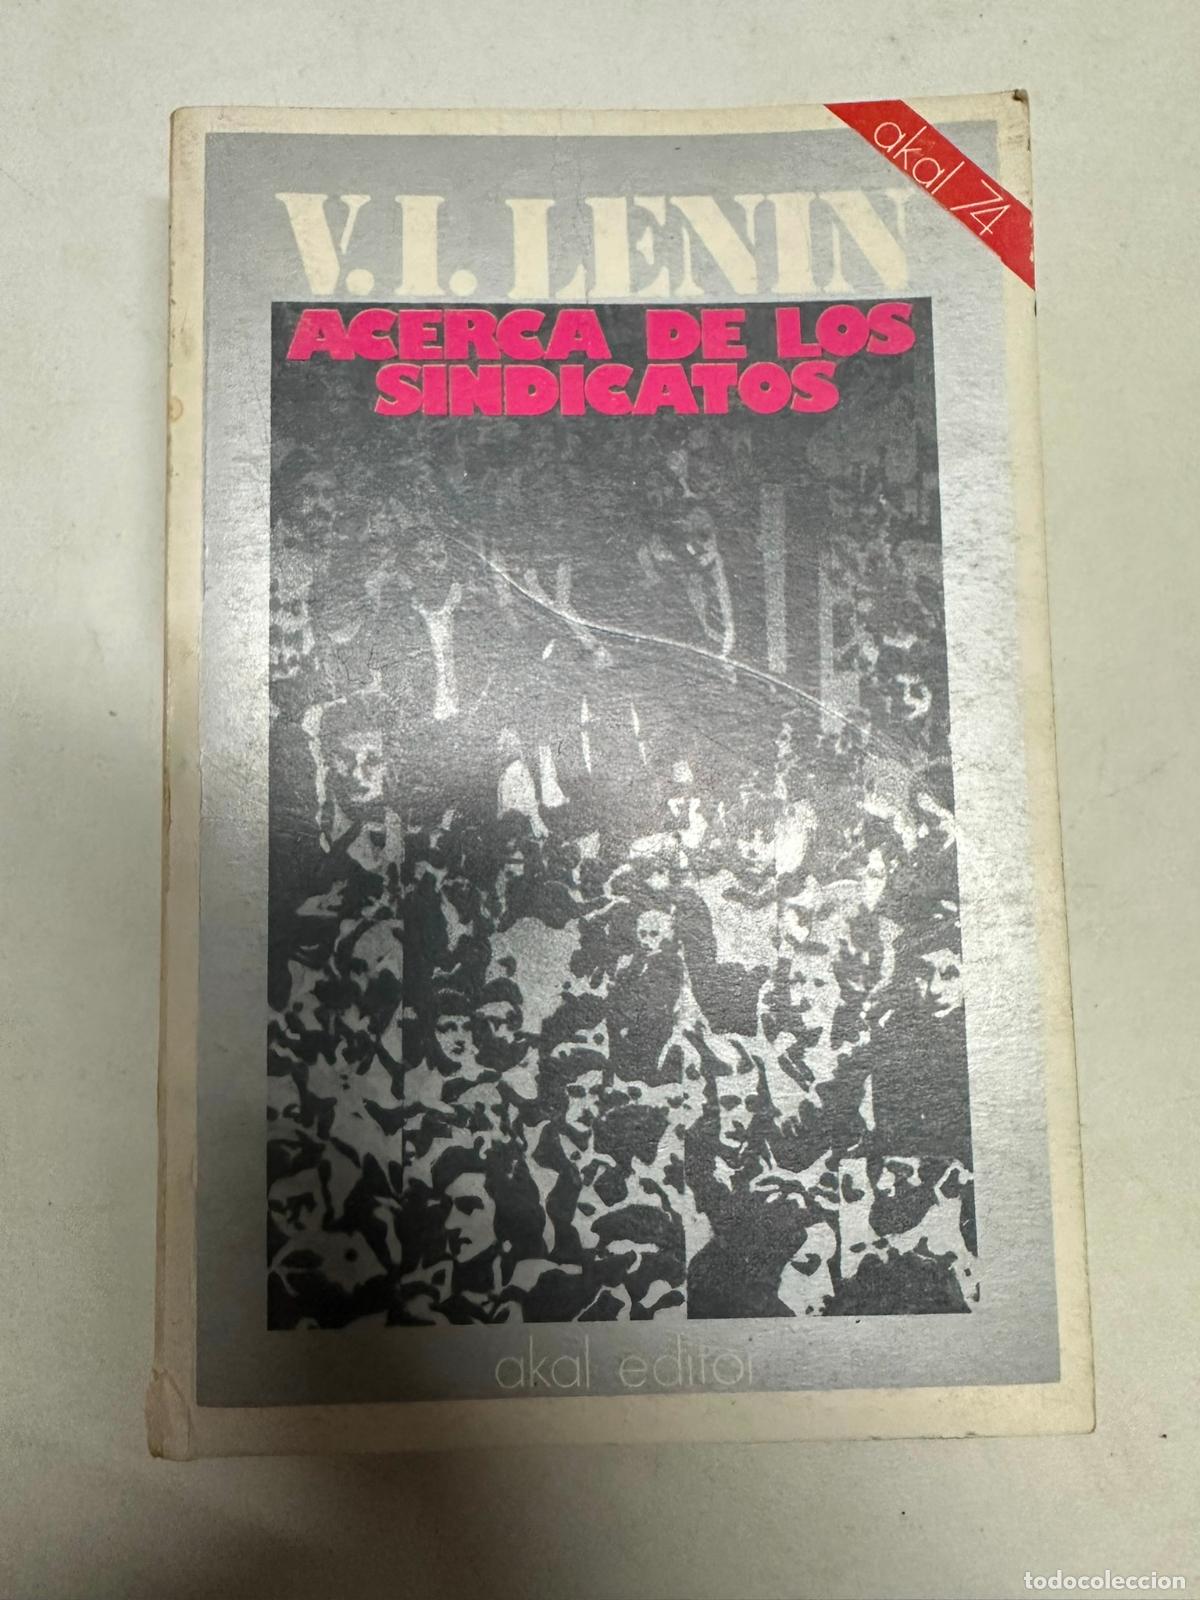 akal 74
V. I. LENIN
ACERCA DE LOS
SINDICATOS
akal editor
todocoleccion